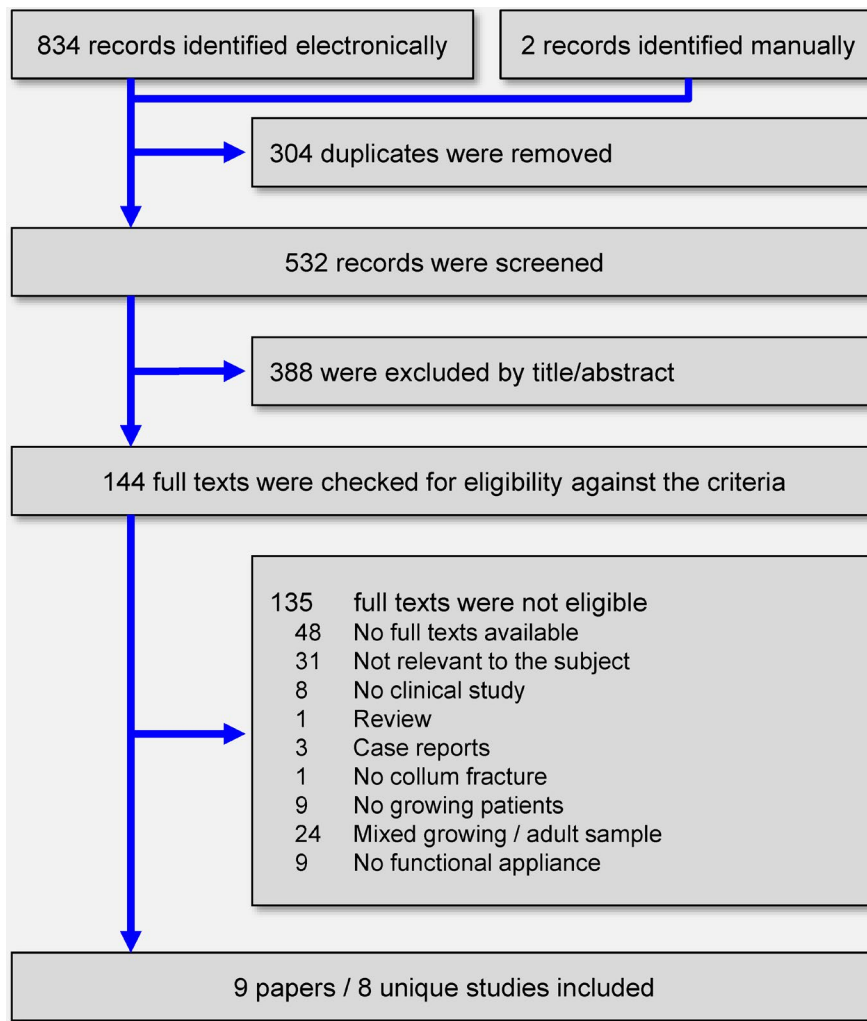 834 records identified electronically
2 records identified manually
304 duplicates were removed
532 records were screened
388 were excluded by title/abstract
144 full texts were checked for eligibility against the criteria
135 full texts were not eligible
48 No full texts available
31 Not relevant to the subject
8 No clinical study
1 Review
3 Case reports
1 No collum fracture
9 No growing patients
24 Mixed growing / adult sample
9 No functional appliance
9 papers / 8 unique studies included